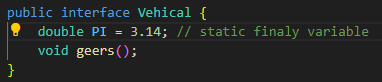 public interface Vehical {
double PI = 3.14; // static finaly variable
void geers();
}